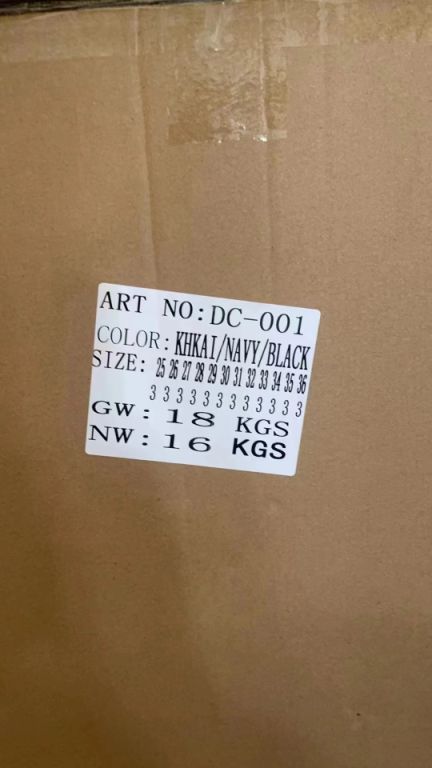 ART NO:DC-001
COLOR: KHKAI/NAVY/BLACK
SIZE: 25 26 27 28 29 30 31 32 33 34 35 36
3 3 3 3 3 3 3 3 3 3 3 3
GW: 18 KGS
NW: 16 KGS